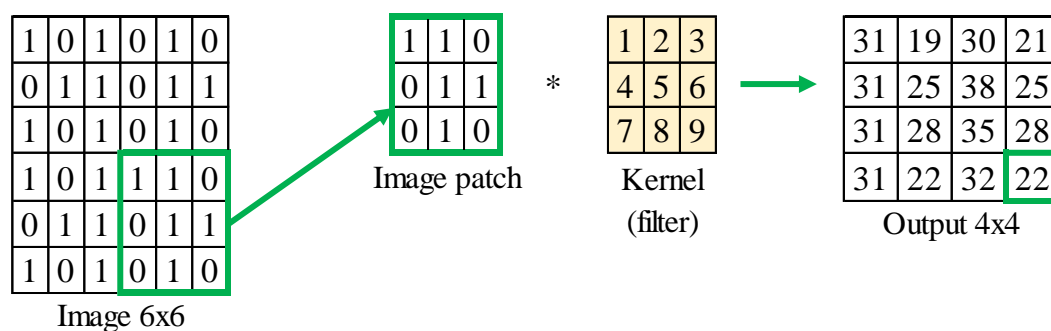 1 0 1 0 1 0
0 1 1 0 1 1
1 0 1 0 1 0
1 0 1 1 1 0
0 1 1 0 1 1
1 0 1 0 1 0
Image 6x6
1 1 0
0 1 1
0 1 0
Image patch
*
1 2 3
4 5 6
7 8 9
Kernel
(filter)
31 19 30 21
31 25 38 25
31 28 35 28
31 22 32 22
Output 4x4